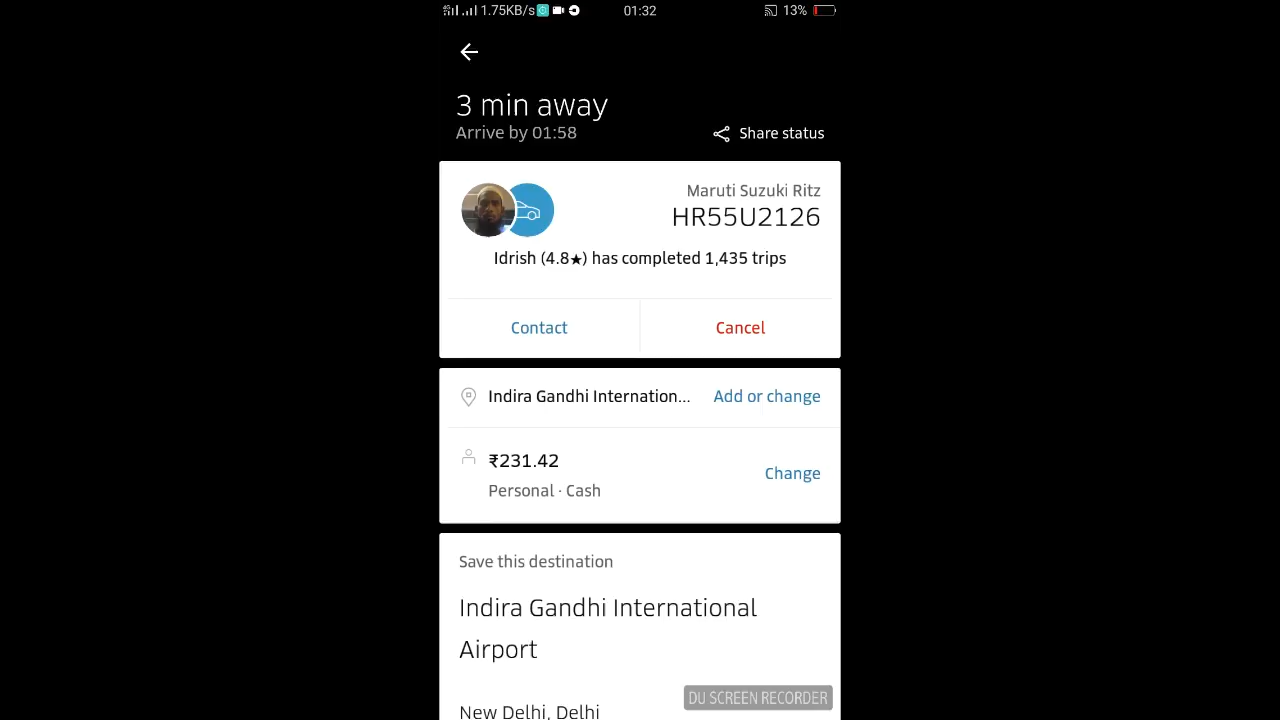 1.75KB/s 01:32 13%
3 min away
Arrive by 01:58 Share status
Maruti Suzuki Ritz
HR55U2126
Idrish (4.8★) has completed 1,435 trips
Contact Cancel
Indira Gandhi Internation... Add or change
₹231.42
Change
Personal · Cash
Save this destination
Indira Gandhi International
Airport
DU SCREEN RECORDER
New Delhi, Delhi